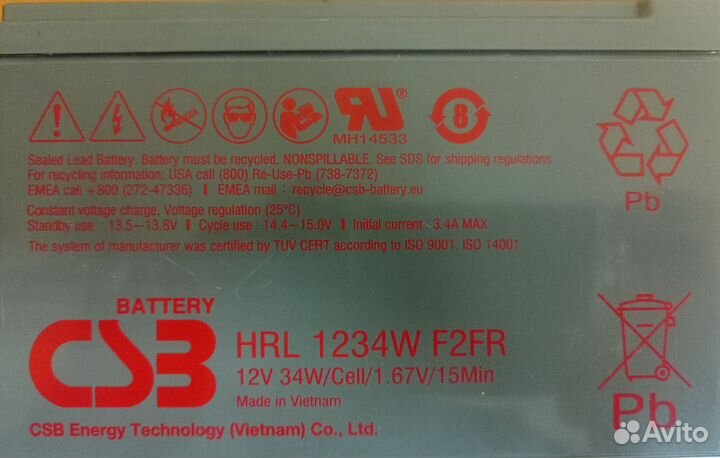 MH14533
8
Sealed Lead Battery. Battery must be recycled. NONSPILLABLE. See SDS for shipping regulations
For recycling information: USA call (800) Re-Use-Pb (738-7372)
EMEA call +800 (272-47336) | EMEA mail : recycle@csb-battery.eu
Pb
Constant voltage charge. Voltage regulation (25°C)
Standby use : 13.5~13.8V | Cycle use : 14.4~15.0V | Initial current : 3.4A MAX.
The system of manufacturer was certified by TUV CERT according to ISO 9001. ISO 14001
BATTERY
CSB
HRL 1234W F2FR
12V 34W/Cell/1.67V/15Min
Made in Vietnam
CSB Energy Technology (Vietnam) Co., Ltd.
Pb
Avito